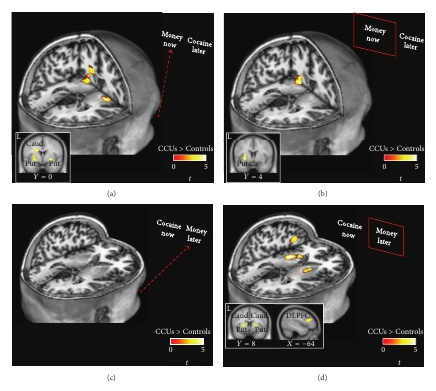 Money
now
Cocaine
later
L
Caud.
Put. Put.
Y = 0
CCUs > Controls
0 5
t
(a)
Money
now
Cocaine
later
L
Put.
Y = 4
CCUs > Controls
0 5
t
(b)
Cocaine
now
Money
later
CCUs > Controls
0 5
t
(c)
Cocaine
now
Money
later
L
Caud. Caud.
Put. Put.
DLPFC
Y = 8
X = −64
CCUs > Controls
0 5
t
(d)